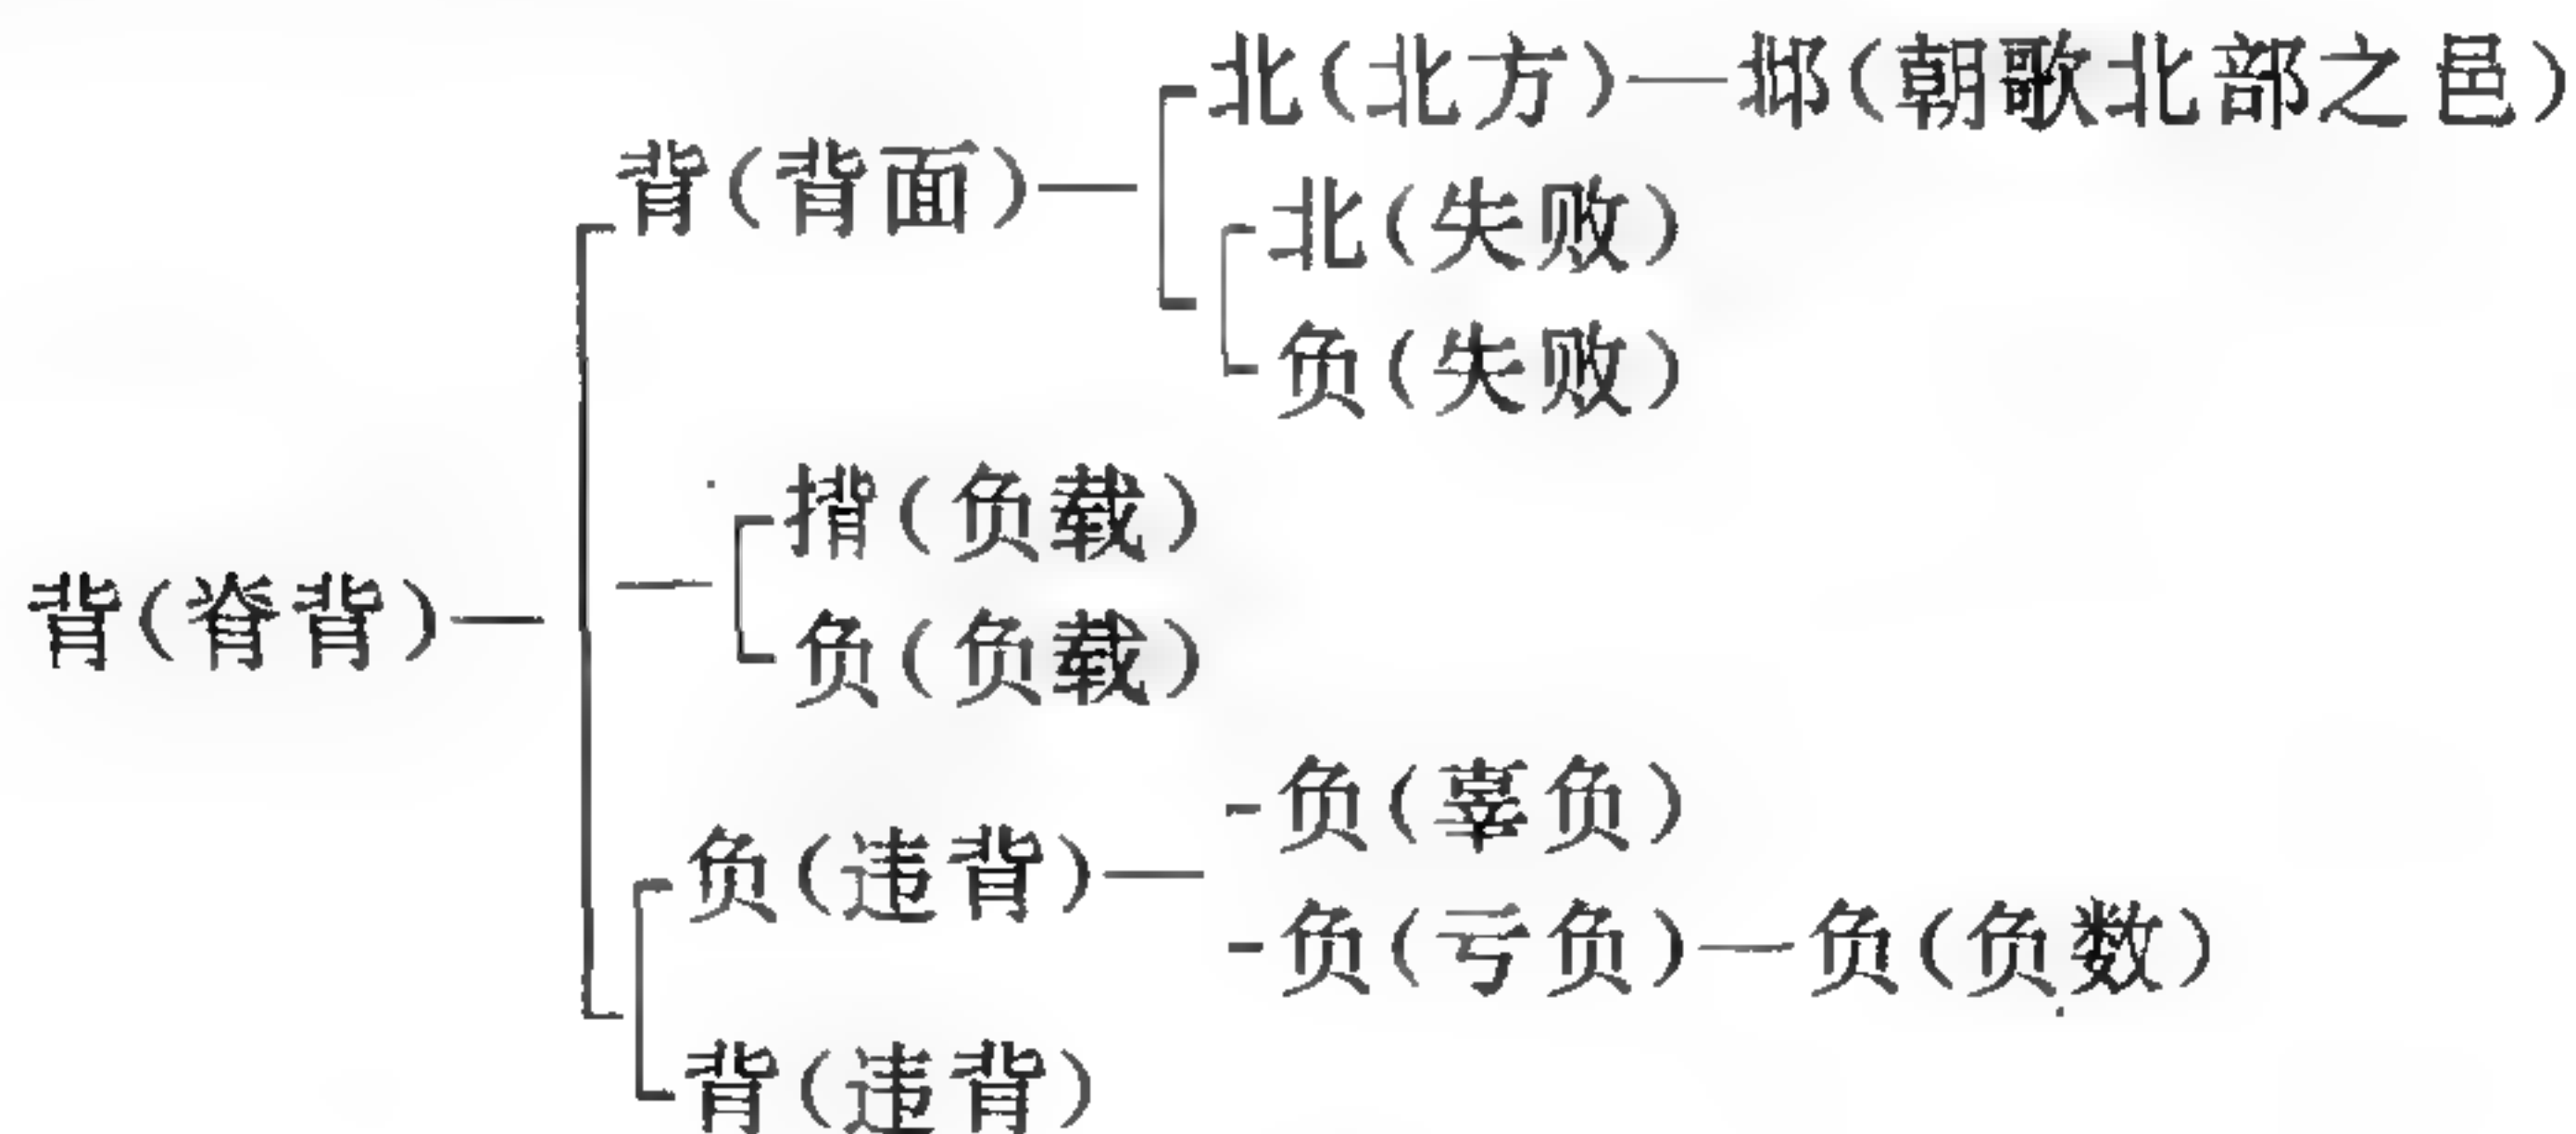 北(北方)—邶(朝歌北部之邑)
背(背面)—
北(失败)
负(失败)
揹(负载)
背(脊背)—
负(负载)
负(辜负)
负(违背)—
负(亏负)—负(负数)
背(违背)